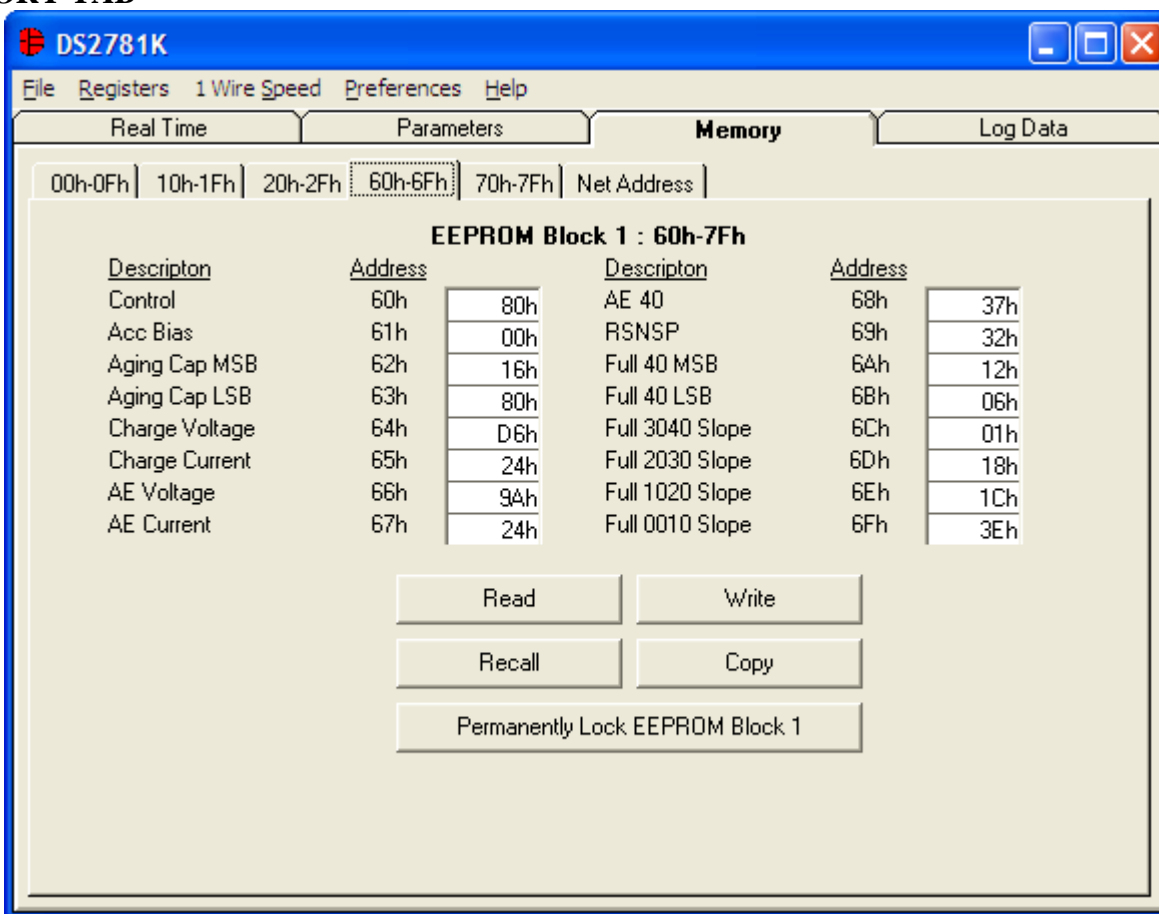 DS2781K
File Registers 1 Wire Speed Preferences Help
Real Time Parameters Memory Log Data
00h-0Fh 10h-1Fh 20h-2Fh 60h-6Fh 70h-7Fh Net Address
EEPROM Block 1 : 60h-7Fh
Descripton Address Descripton Address
Control 60h 80h AE 40 68h 37h
Acc Bias 61h 00h RSNSP 69h 32h
Aging Cap MSB 62h 16h Full 40 MSB 6Ah 12h
Aging Cap LSB 63h 80h Full 40 LSB 6Bh 06h
Charge Voltage 64h D6h Full 3040 Slope 6Ch 01h
Charge Current 65h 24h Full 2030 Slope 6Dh 18h
AE Voltage 66h 9Ah Full 1020 Slope 6Eh 1Ch
AE Current 67h 24h Full 0010 Slope 6Fh 3Eh
Read Write
Recall Copy
Permanently Lock EEPROM Block 1